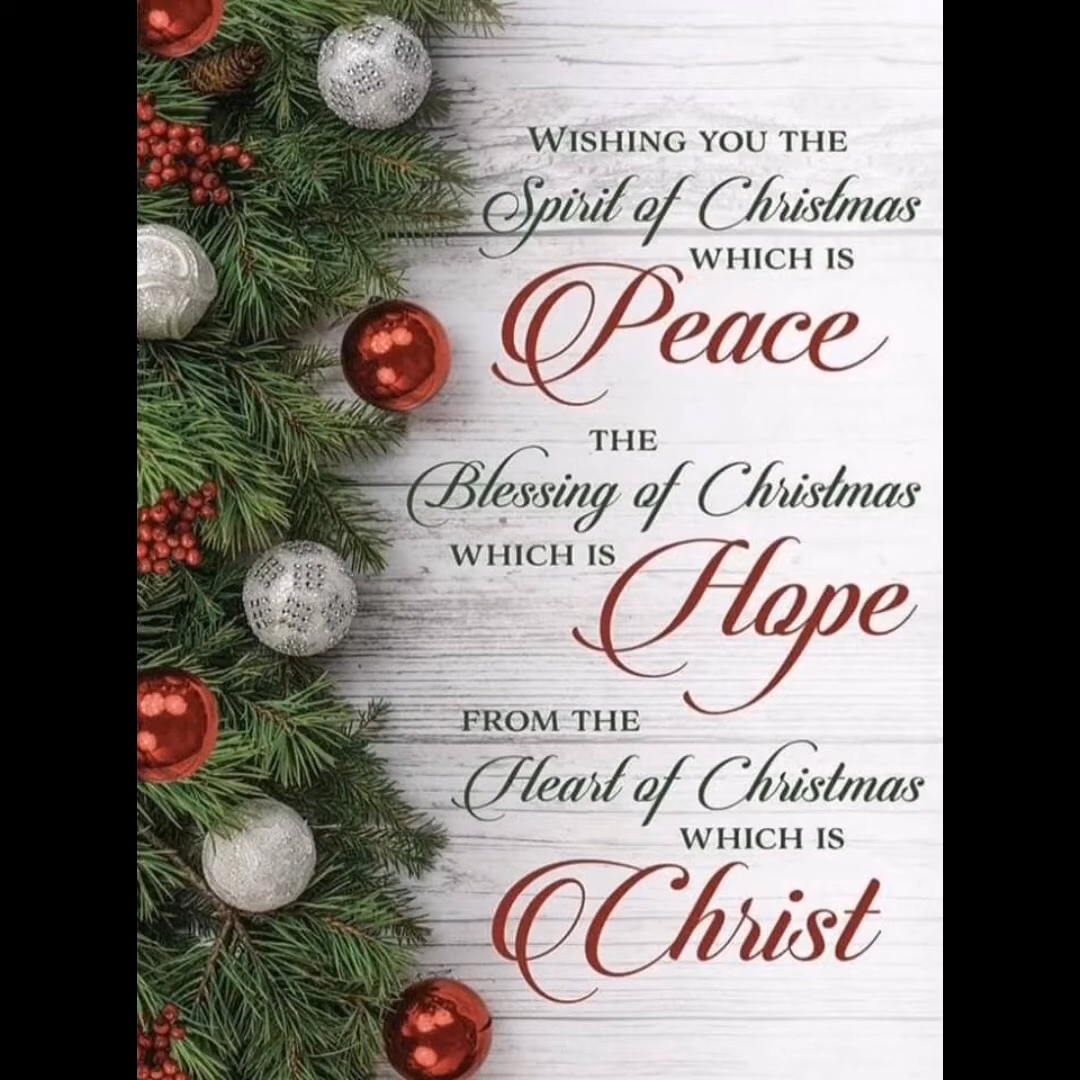 WISHING YOU THE
Spirit of Christmas
WHICH IS
Peace
THE
Blessing of Christmas
WHICH IS
Hope
FROM THE
Heart of Christmas
WHICH IS
Christ